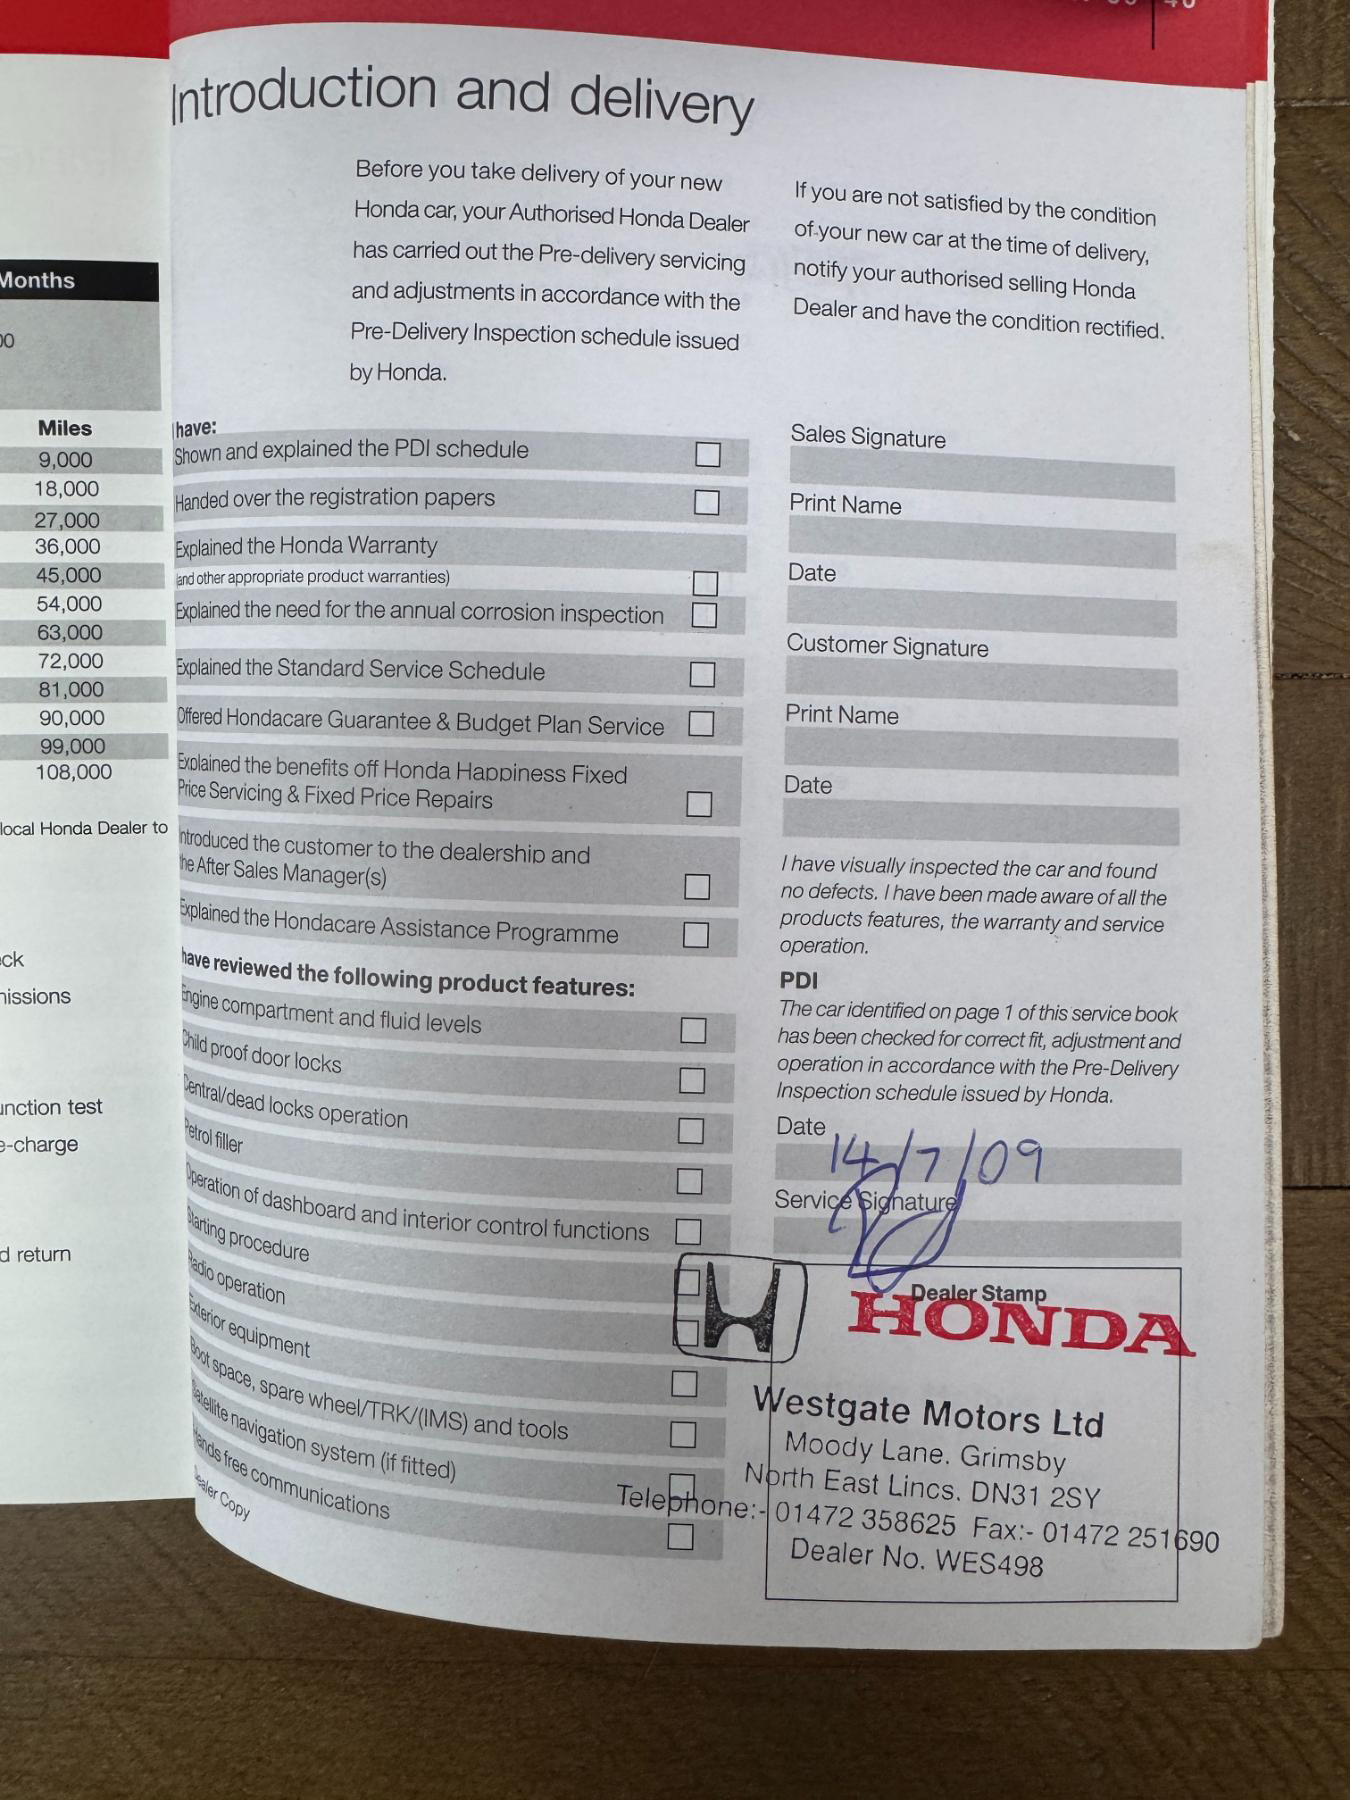 Months
Miles
9,000
18,000
27,000
36,000
45,000
54,000
63,000
72,000
81,000
90,000
99,000
108,000
local Honda Dealer to
d return
Introduction and delivery
Before you take delivery of your new
Honda car, your Authorised Honda Dealer
has carried out the Pre-delivery servicing
and adjustments in accordance with the
Pre-Delivery Inspection schedule issued
by Honda.
If you are not satisfied by the condition
of your new car at the time of delivery,
notify your authorised selling Honda
Dealer and have the condition rectified.
I have:
Shown and explained the PDI schedule
Handed over the registration papers
Explained the Honda Warranty
(and other appropriate product warranties)
Explained the need for the annual corrosion inspection
Explained the Standard Service Schedule
Offered Hondacare Guarantee & Budget Plan Service
Explained the benefits off Honda Happiness Fixed
Price Servicing & Fixed Price Repairs
Introduced the customer to the dealership and
the After Sales Manager(s)
Explained the Hondacare Assistance Programme
have reviewed the following product features:
Engine compartment and fluid levels
Child proof door locks
Central/dead locks operation
Petrol filler
Operation of dashboard and interior control functions
Starting procedure
Radio operation
Exterior equipment
Boot space, spare wheel/TRK/(IMS) and tools
Satellite navigation system (if fitted)
Hands free communications
Dealer Copy
Sales Signature
Print Name
Date
Customer Signature
Print Name
Date
I have visually inspected the car and found
no defects. I have been made aware of all the
products features, the warranty and service
operation.
PDI
The car identified on page 1 of this service book
has been checked for correct fit, adjustment and
operation in accordance with the Pre-Delivery
Inspection schedule issued by Honda.
Date
14/7/09
Service Signature
Dealer Stamp
HONDA
Westgate Motors Ltd
Moody Lane. Grimsby
North East Lincs. DN31 2SY
Telephone:- 01472 358625 Fax:- 01472 251690
Dealer No. WES498